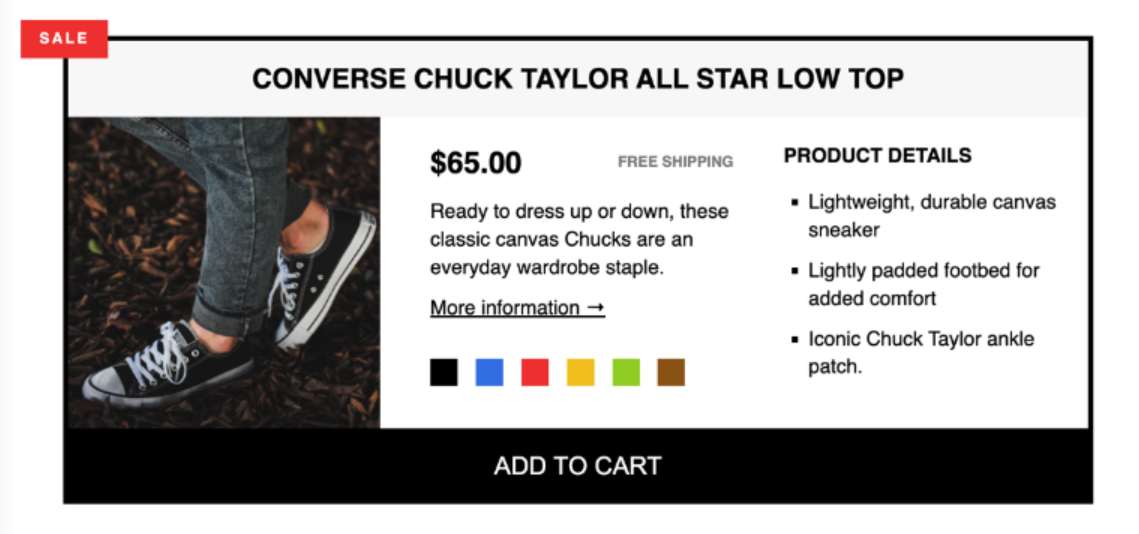 SALE
CONVERSE CHUCK TAYLOR ALL STAR LOW TOP
$65.00
FREE SHIPPING
Ready to dress up or down, these
classic canvas Chucks are an
everyday wardrobe staple.
More information →
PRODUCT DETAILS
▪ Lightweight, durable canvas
sneaker
▪ Lightly padded footbed for
added comfort
▪ Iconic Chuck Taylor ankle
patch.
ADD TO CART